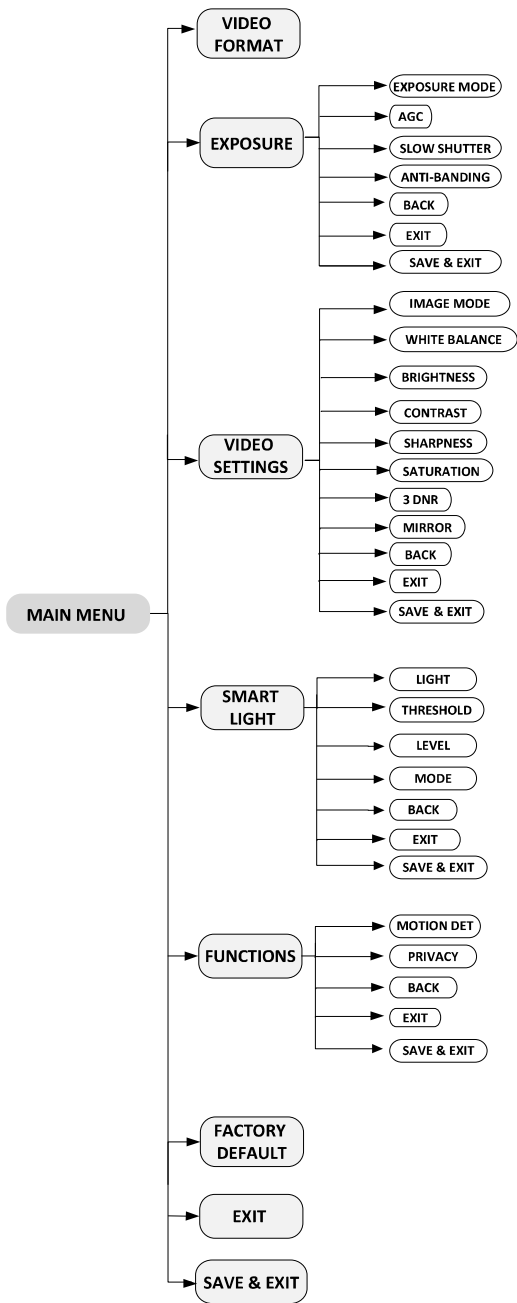 VIDEO
FORMAT
EXPOSURE
EXPOSURE MODE
AGC
SLOW SHUTTER
ANTI-BANDING
BACK
EXIT
SAVE & EXIT
VIDEO
SETTINGS
IMAGE MODE
WHITE BALANCE
BRIGHTNESS
CONTRAST
SHARPNESS
SATURATION
3 DNR
MIRROR
BACK
EXIT
SAVE & EXIT
MAIN MENU
SMART
LIGHT
LIGHT
THRESHOLD
LEVEL
MODE
BACK
EXIT
SAVE & EXIT
FUNCTIONS
MOTION DET
PRIVACY
BACK
EXIT
SAVE & EXIT
FACTORY
DEFAULT
EXIT
SAVE & EXIT